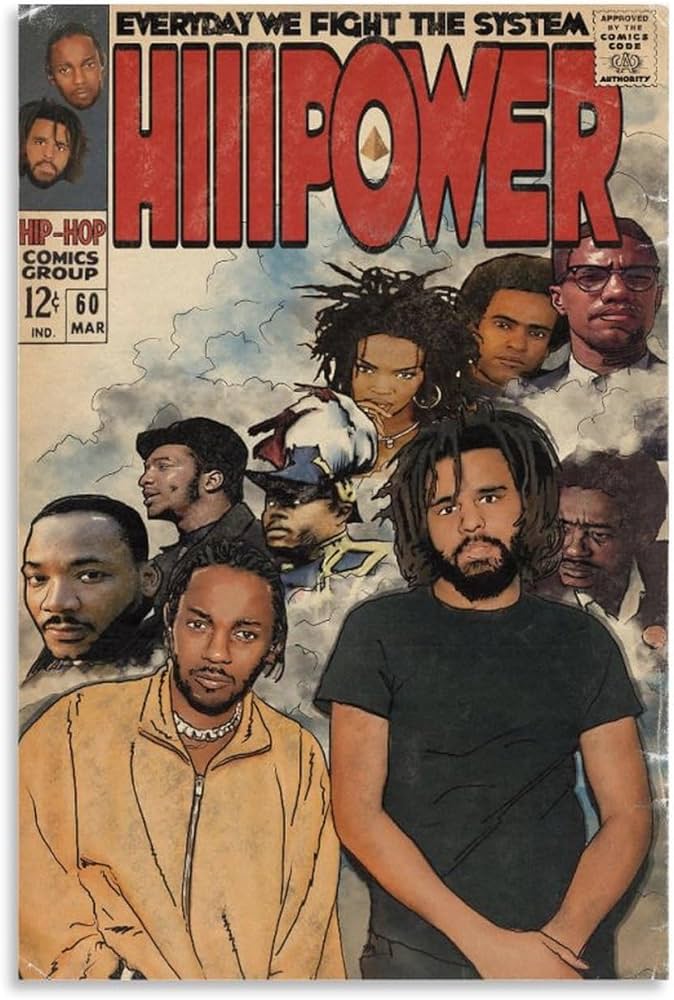 EVERYDAY WE FIGHT THE SYSTEM
APPROVED
BY THE
COMICS
CODE
AUTHORITY
HIIIPOWER
HIP-HOP
COMICS
GROUP
12¢
60
IND.
MAR